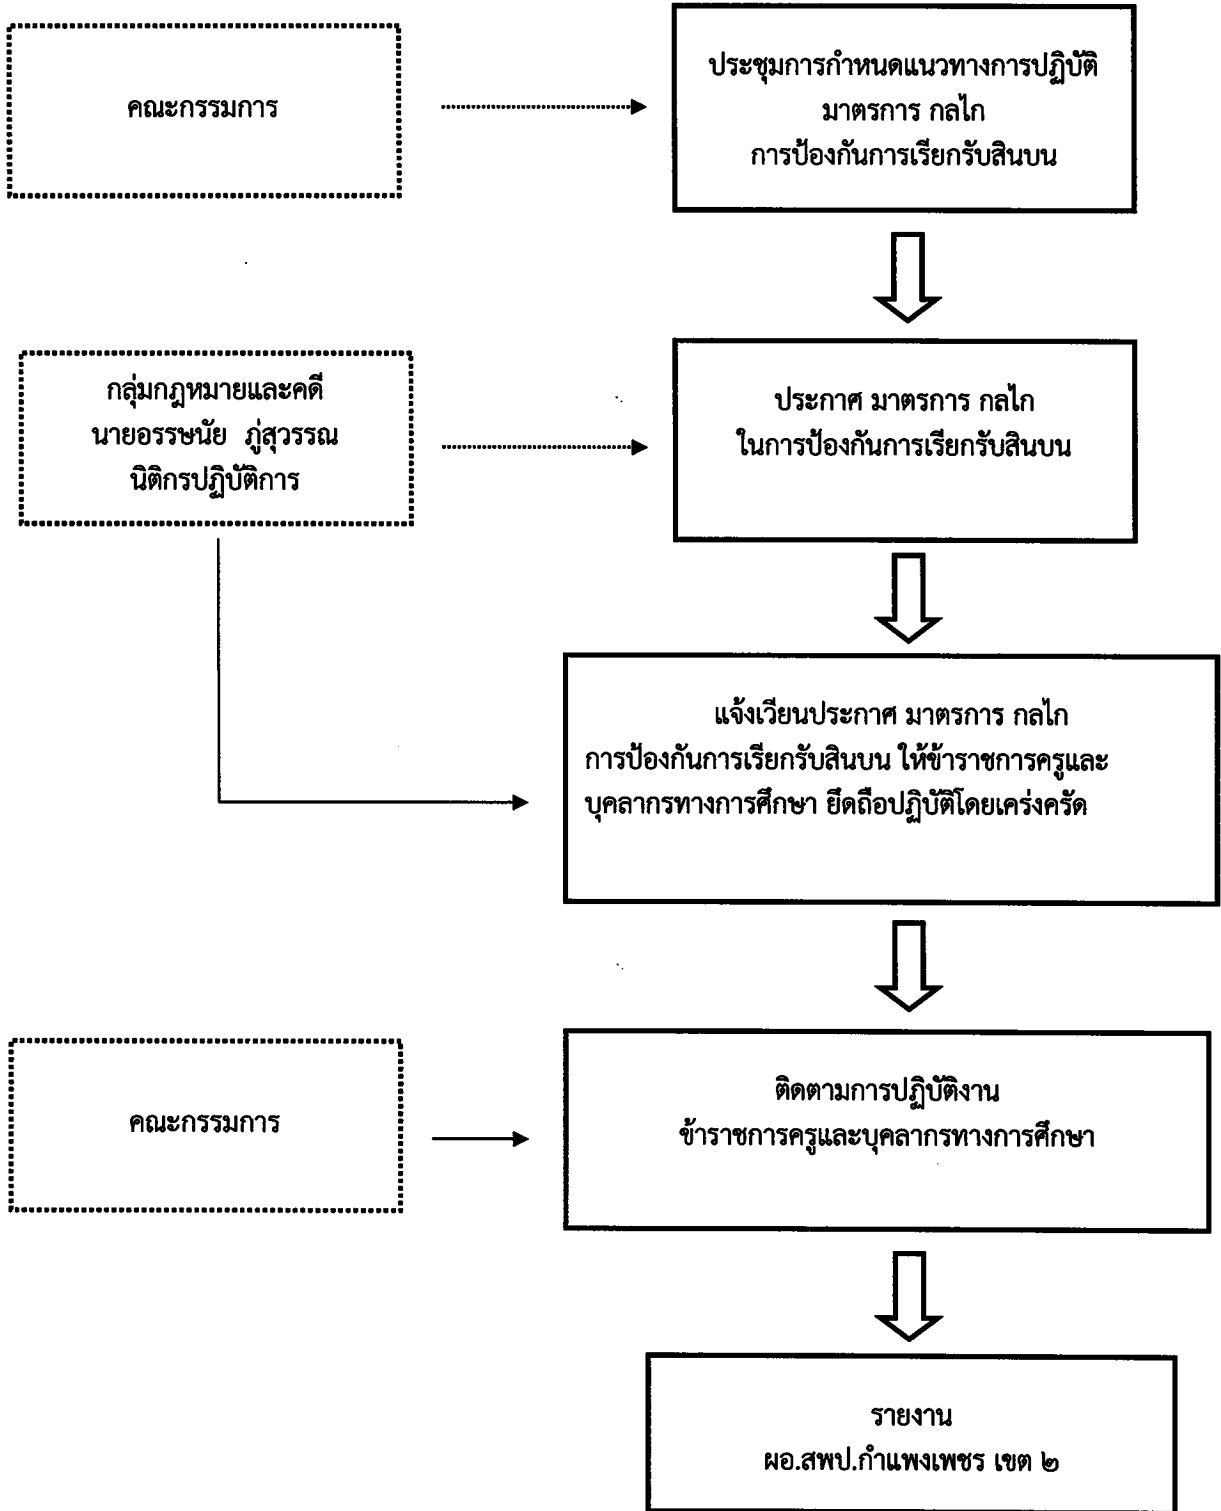 คณะกรรมการ
ประชุมการกำหนดแนวทางการปฏิบัติ
มาตรการ กลไก
การป้องกันการเรียกรับสินบน
กลุ่มกฎหมายและคดี
นายอรรษนัย ภู่สุวรรณ
นิติกรปฏิบัติการ
ประกาศ มาตรการ กลไก
ในการป้องกันการเรียกรับสินบน
แจ้งเวียนประกาศ มาตรการ กลไก
การป้องกันการเรียกรับสินบน ให้ข้าราชการครูและ
บุคลากรทางการศึกษา ยึดถือปฏิบัติโดยเคร่งครัด
คณะกรรมการ
ติดตามการปฏิบัติงาน
ข้าราชการครูและบุคลากรทางการศึกษา
รายงาน
ผอ.สพป.กำแพงเพชร เขต ๒